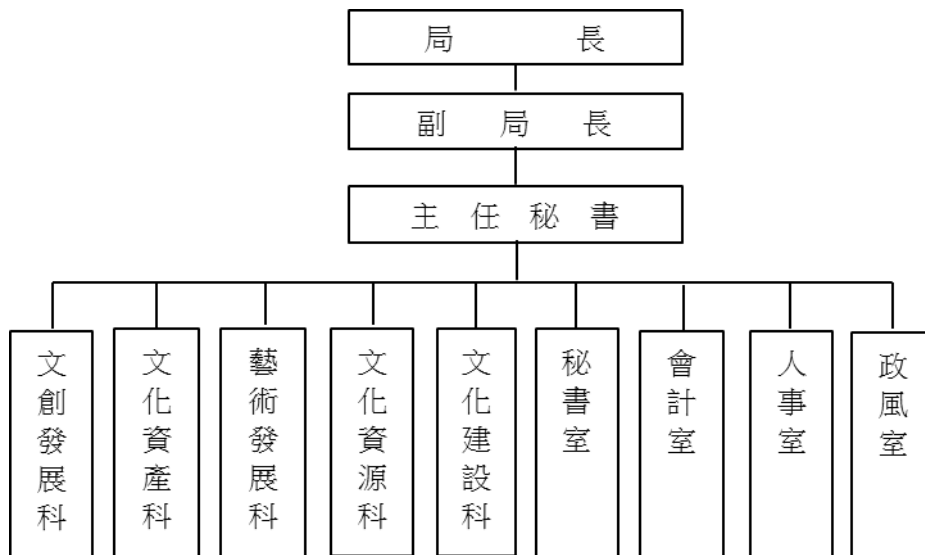 局長
副局長
主任秘書
文創發展科
文化資產科
藝術發展科
文化資源科
文化建設科
秘書室
會計室
人事室
政風室